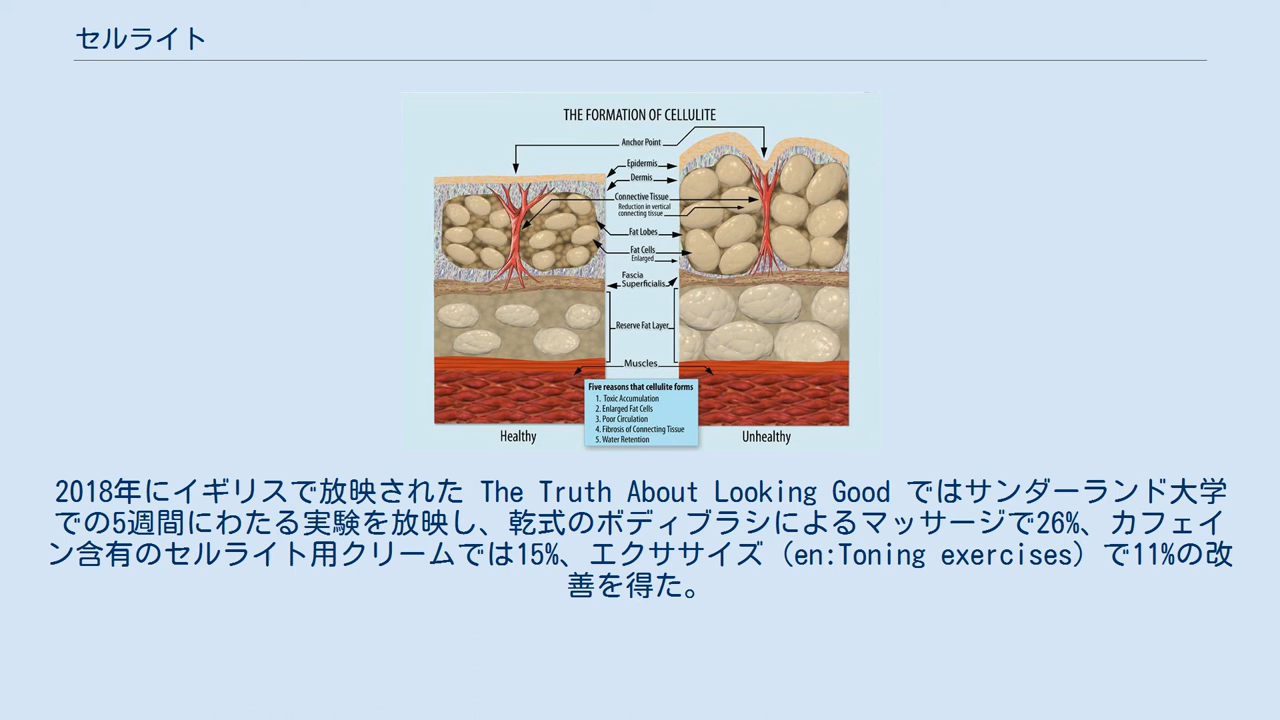 セルライト
THE FORMATION OF CELLULITE
Anchor Point
Epidermis
Dermis
Connective Tissue
Reduction in vertical
connecting tissue
Fat Lobes
Fat Cells
Enlarged
Fascia
Superficialis
Reserve Fat Layer
Muscles
Five reasons that cellulite forms
1. Toxic Accumulation
2. Enlarged Fat Cells
3. Poor Circulation
4. Fibrosis of Connecting Tissue
5. Water Retention
Healthy
Unhealthy
2018年にイギリスで放映された The Truth About Looking Good ではサンダーランド大学
での5週間にわたる実験を放映し、乾式のボディブラシによるマッサージで26%、カフェイ
ン含有のセルライト用クリームでは15%、エクササイズ（en:Toning exercises）で11%の改
善を得た。